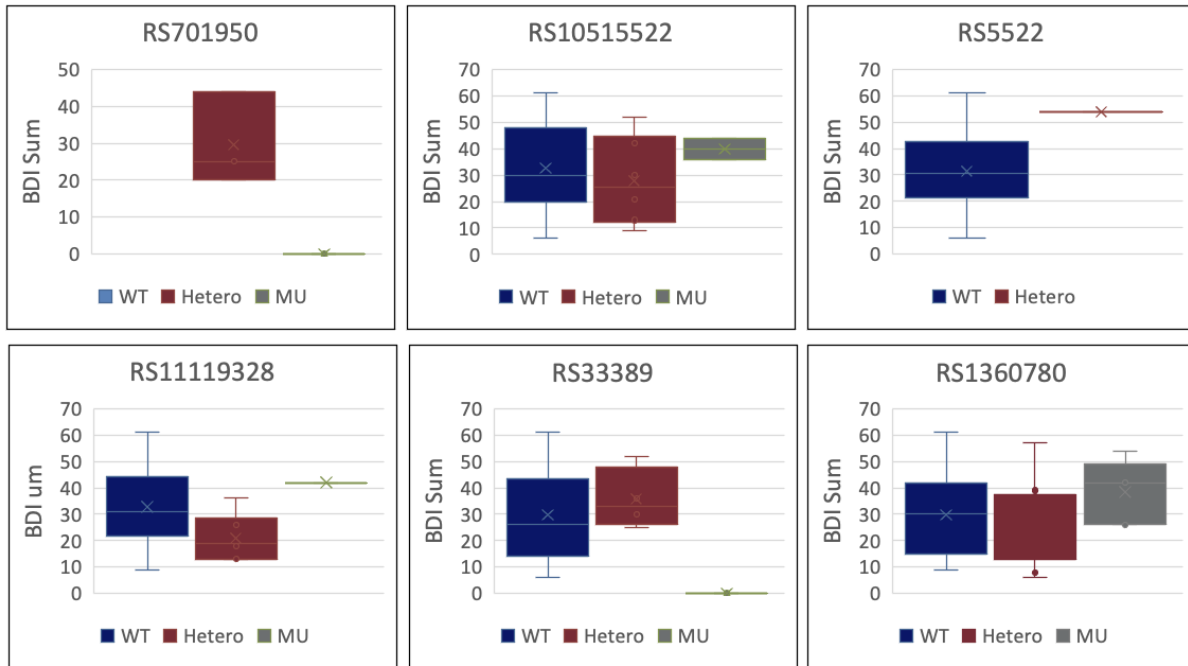 RS701950
BDI Sum
50
40
30
20
10
0
WT Hetero MU
RS10515522
BDI Sum
70
60
50
40
30
20
10
0
WT Hetero MU
RS5522
BDI Sum
70
60
50
40
30
20
10
0
WT Hetero
RS11119328
BDI um
70
60
50
40
30
20
10
0
WT Hetero MU
RS33389
BDI Sum
70
60
50
40
30
20
10
0
WT Hetero MU
RS1360780
BDI Sum
70
60
50
40
30
20
10
0
WT Hetero MU